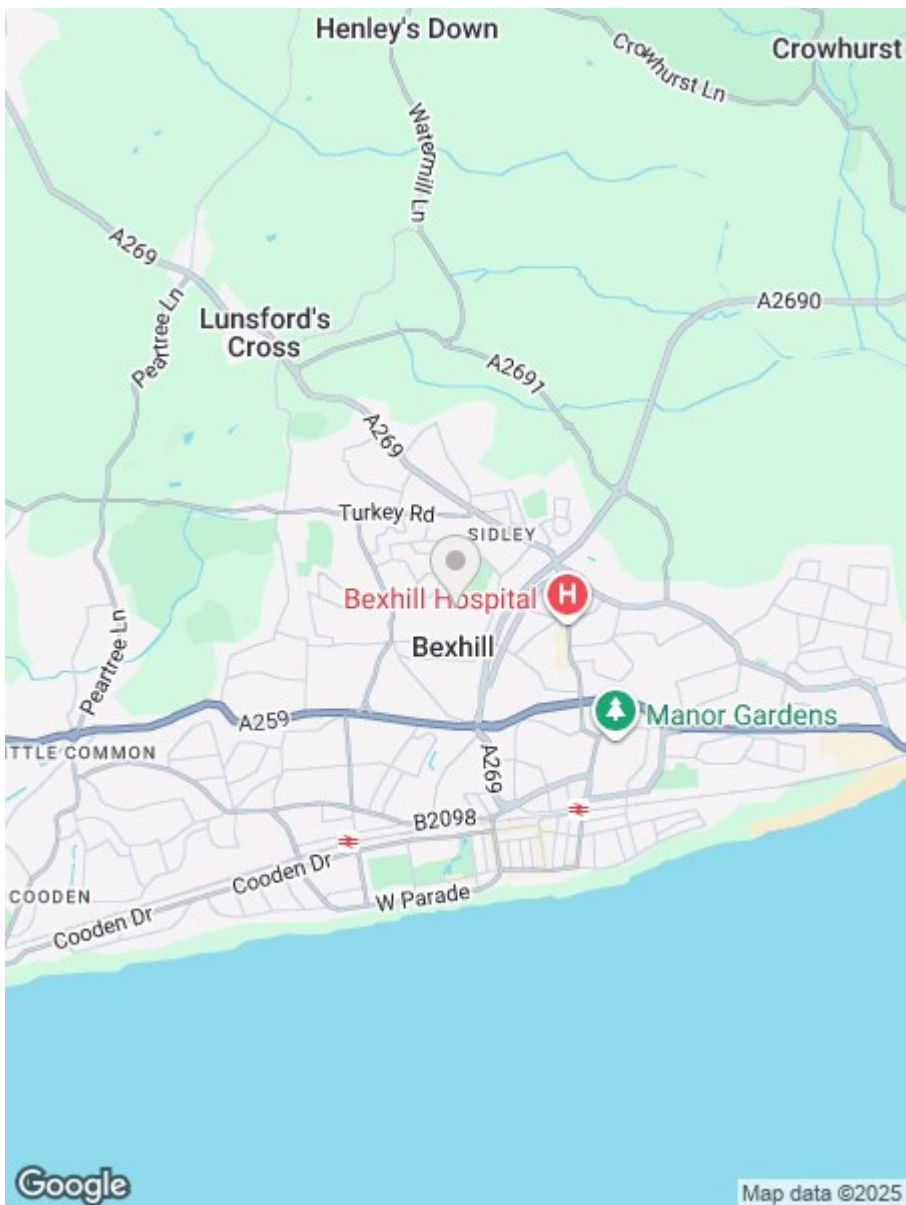 Henley's Down
Crowhurst
Crowhurst Ln
Watermill Ln
A269
A2690
Peartree Ln
Lunsford's
Cross
A2691
A269
Turkey Rd
SIDLEY
Bexhill Hospital
H
Bexhill
Peartree Ln
A259
Manor Gardens
ITTLE COMMON
A269
B2098
Cooden Dr
W Parade
COODEN
Cooden Dr
Google
Map data ©2025